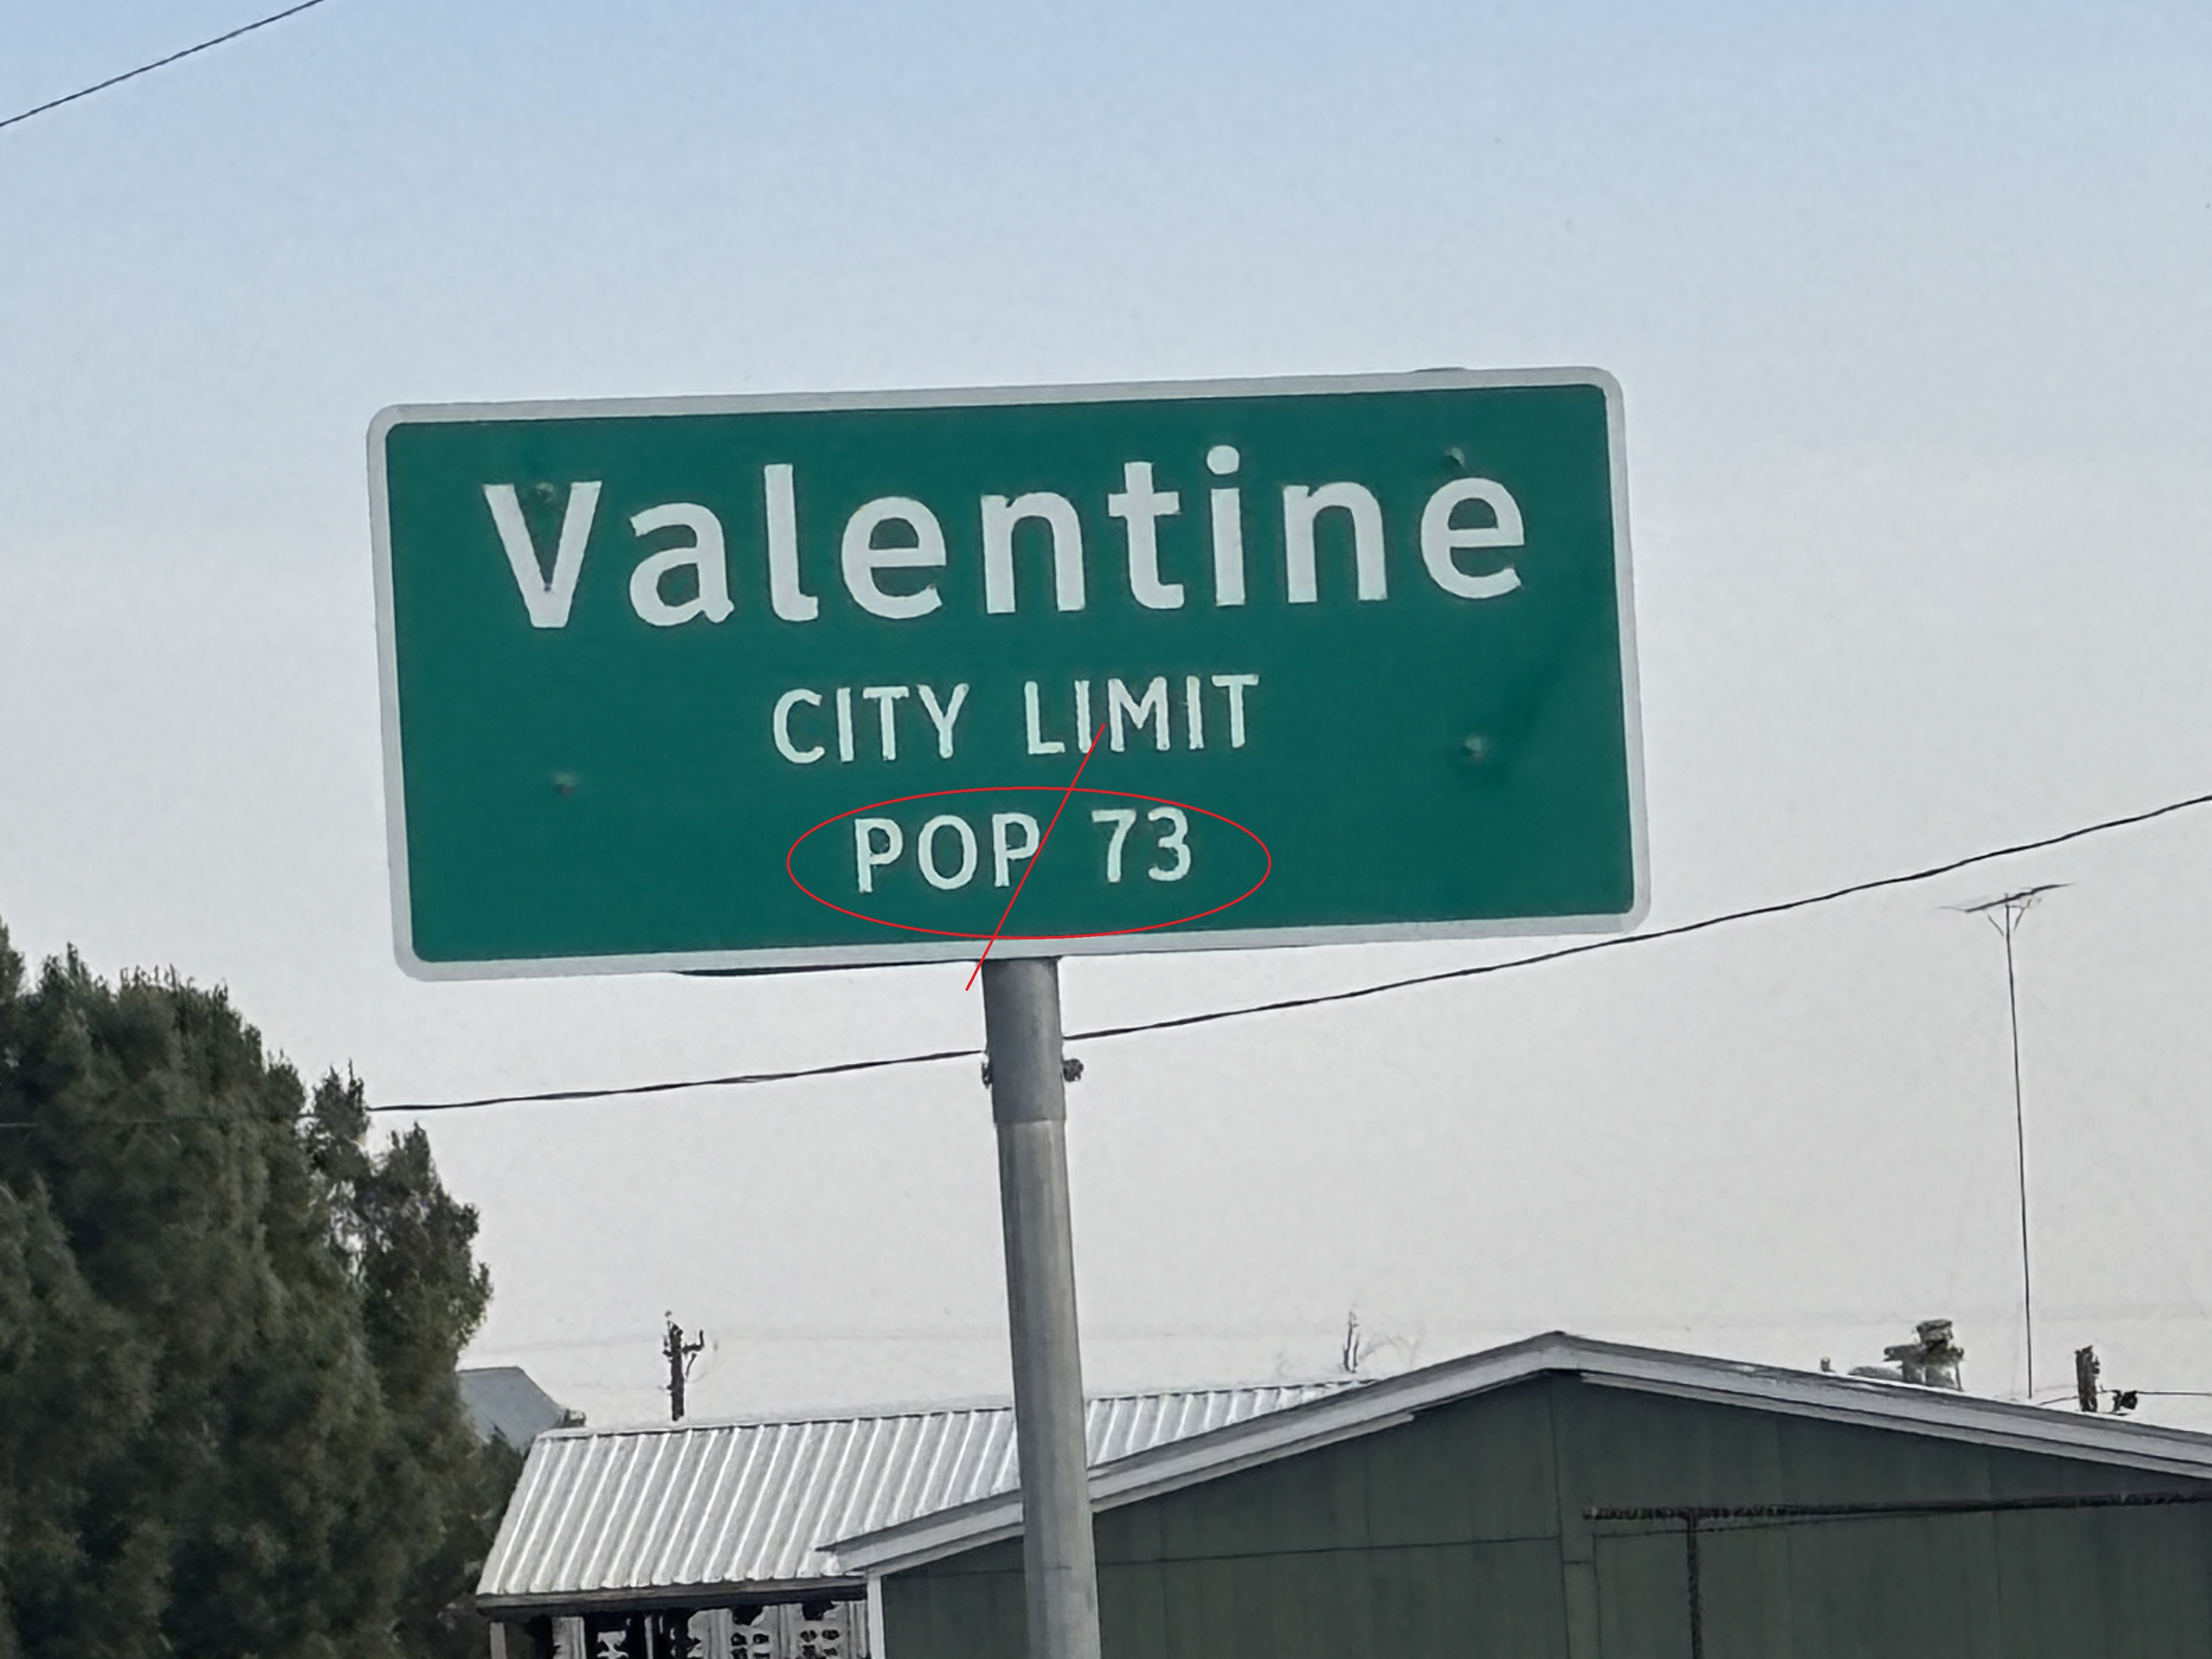 Valentine
CITY LIMIT
POP 73